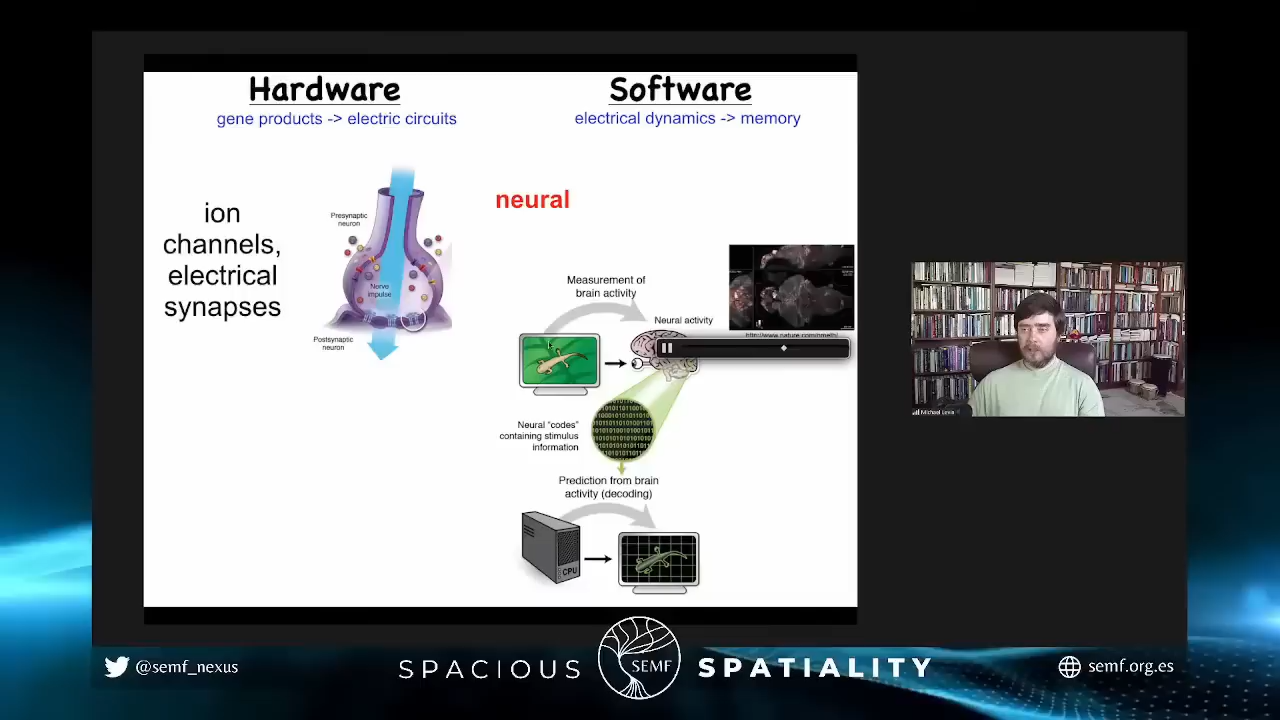 Hardware
gene products -> electric circuits
Software
electrical dynamics -> memory
neural
ion
channels,
electrical
synapses
Presynaptic
neuron
Nerve
impulse
Postsynaptic
neuron
Measurement of
brain activity
Neural activity
Neural "codes"
containing stimulus
information
Prediction from brain
activity (decoding)
CPU
Michael Levin
@semf_nexus
SPACIOUS
SEMF
SPATIALITY
semf.org.es